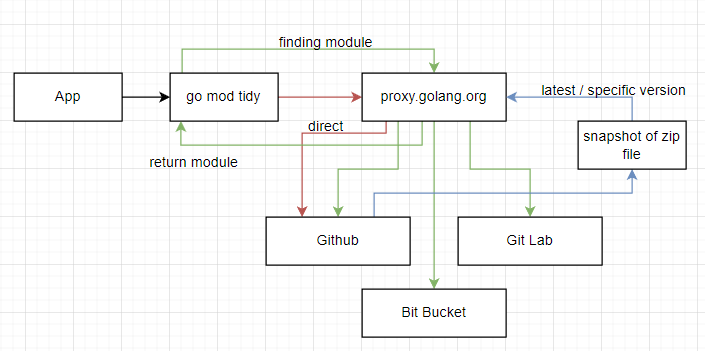 finding module
latest / specific version
App
go mod tidy
proxy.golang.org
direct
snapshot of zip
file
return module
Github
Git Lab
Bit Bucket